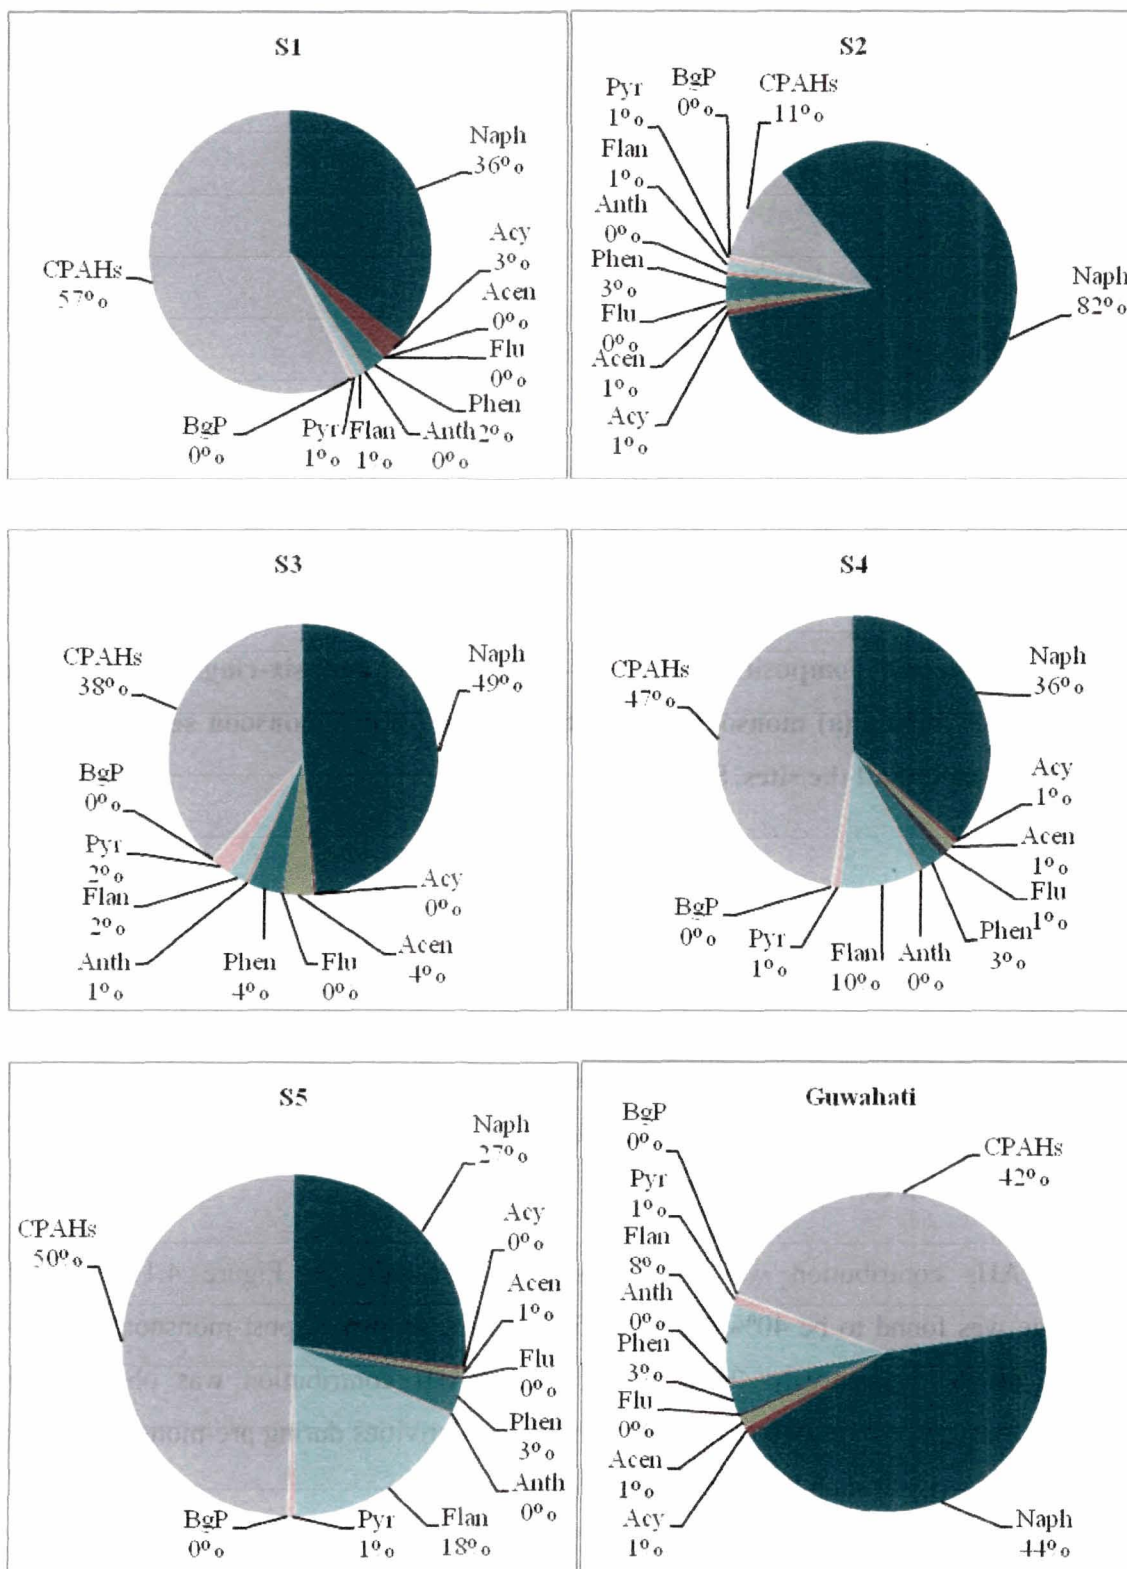 S1
Naph
36%
Acy
3%
Acen
0%
Flu
0%
Phen
2%
Anth
0%
Flan
1%
Pyr
1%
BgP
0%
CPAHs
57%
S2
BgP
0%
CPAHs
11%
Pyr
1%
Flan
1%
Anth
0%
Phen
3%
Flu
0%
Acen
1%
Acy
1%
Naph
82%
S3
CPAHs
38%
Naph
49%
BgP
0%
Pyr
2%
Flan
2%
Anth
1%
Phen
4%
Flu
0%
Acen
4%
Acy
0%
S4
CPAHs
47%
Naph
36%
Acy
1%
Acen
1%
Flu
1%
Phen
3%
Anth
0%
Flan
10%
Pyr
1%
BgP
0%
S5
Naph
27%
CPAHs
50%
Acy
0%
Acen
1%
Flu
0%
Phen
3%
Anth
0%
Flan
18%
Pyr
1%
BgP
0%
Guwahati
BgP
0%
CPAHs
42%
Pyr
1%
Flan
8%
Anth
0%
Phen
3%
Flu
0%
Acen
1%
Acy
1%
Naph
44%